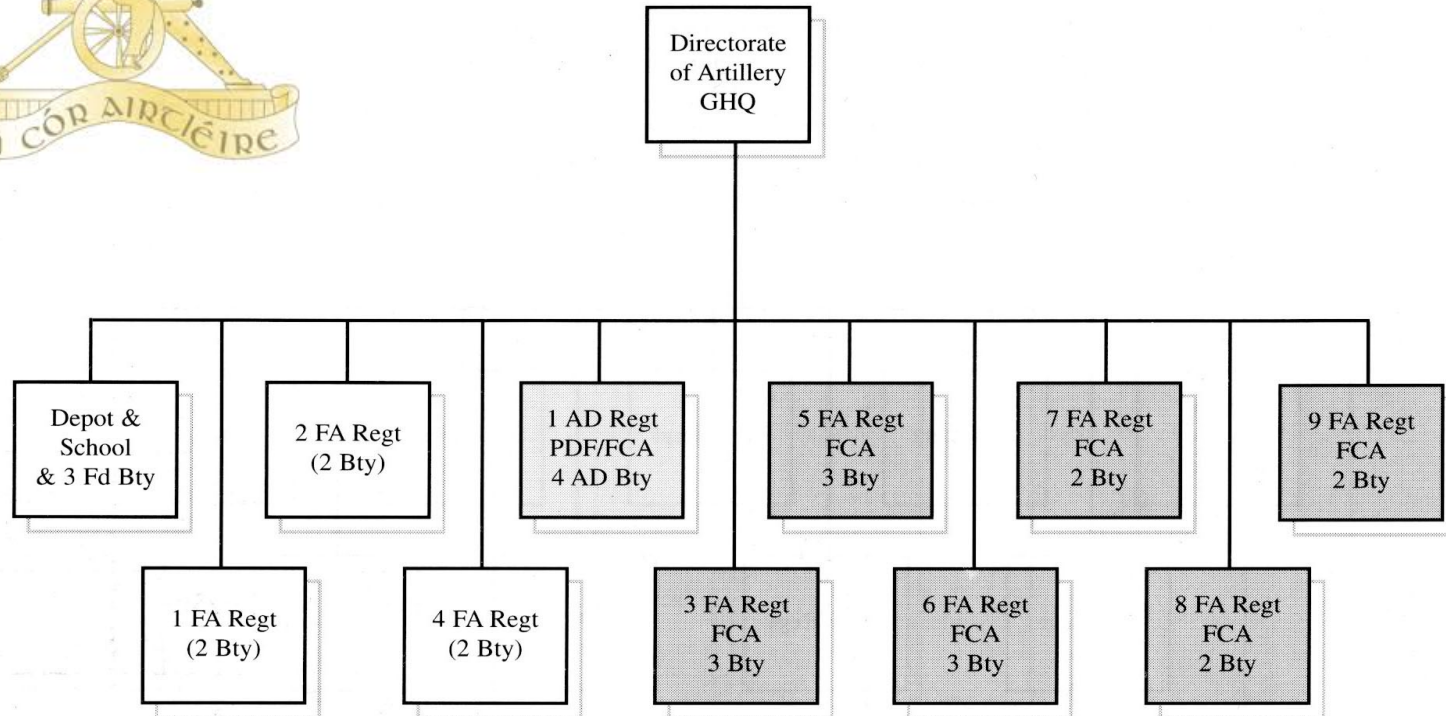 CÓR AIRTLÉIRE
Directorate
of Artillery
GHQ
Depot &
School
& 3 Fd Bty
2 FA Regt
(2 Bty)
1 AD Regt
PDF/FCA
4 AD Bty
5 FA Regt
FCA
3 Bty
7 FA Regt
FCA
2 Bty
9 FA Regt
FCA
2 Bty
1 FA Regt
(2 Bty)
4 FA Regt
(2 Bty)
3 FA Regt
FCA
3 Bty
6 FA Regt
FCA
3 Bty
8 FA Regt
FCA
2 Bty